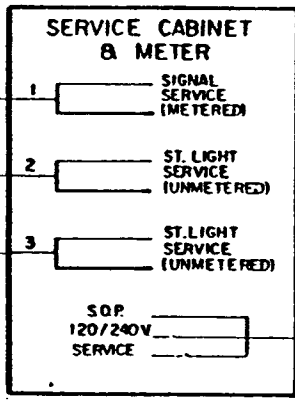 SERVICE CABINET
& METER
1
SIGNAL
SERVICE
(METERED)
2
ST. LIGHT
SERVICE
(UNMETERED)
3
ST. LIGHT
SERVICE
(UNMETERED)
S.O.P.
120/240V
SERVICE